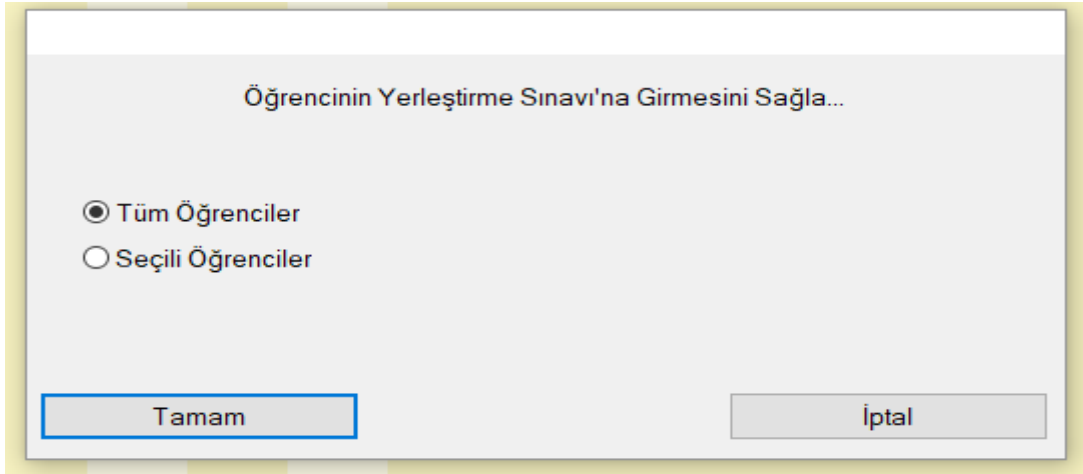 Öğrencinin Yerleştirme Sınavı'na Girmesini Sağla...
Tüm Öğrenciler
Seçili Öğrenciler
Tamam
İptal